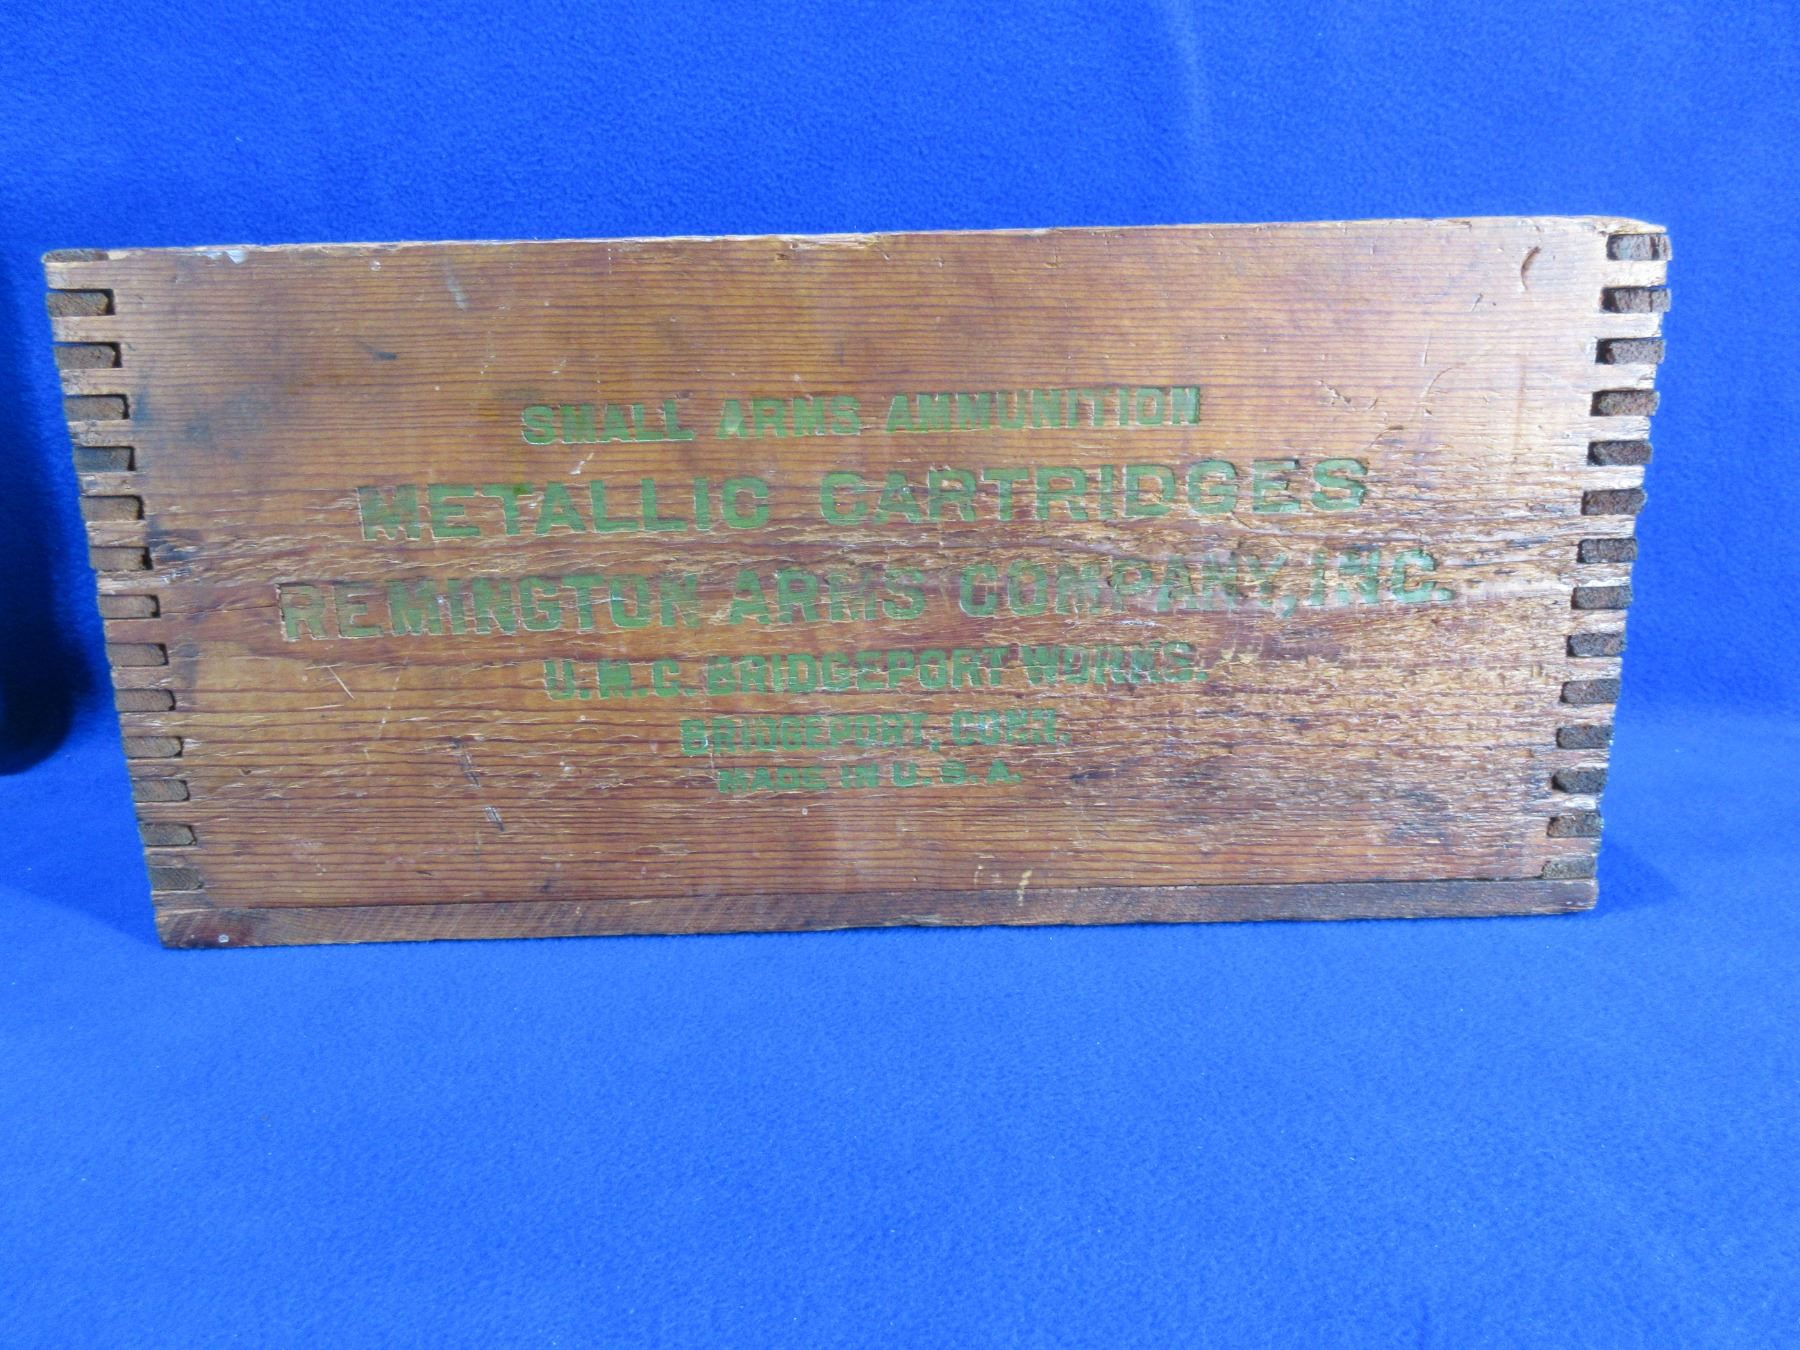 SMALL ARMS AMMUNITION
METALLIC CARTRIDGES
REMINGTON ARMS COMPANY, INC.
U. M. C. BRIDGEPORT WORKS.
BRIDGEPORT, CONN.
MADE IN U. S. A.